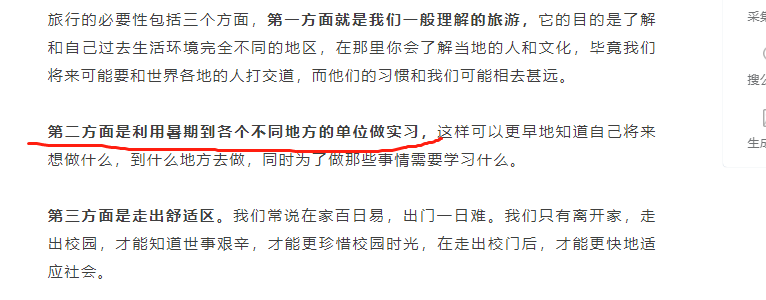 旅行的必要性包括三个方面，第一方面就是我们一般理解的旅游，它的目的是了解
和自己过去生活环境完全不同的地区，在那里你会了解当地的人和文化，毕竟我们
将来可能要和世界各地的人打交道，而他们的习惯和我们可能相去甚远。
第二方面是利用暑期到各个不同地方的单位做实习，这样可以更早地知道自己将来
想做什么，到什么地方去做，同时为了做那些事情需要学习什么。
第三方面是走出舒适区。我们常说在家百日易，出门一日难。我们只有离开家，走
出校园，才能知道世事艰辛，才能更珍惜校园时光，在走出校门后，才能更快地适
应社会。
搜公
生成